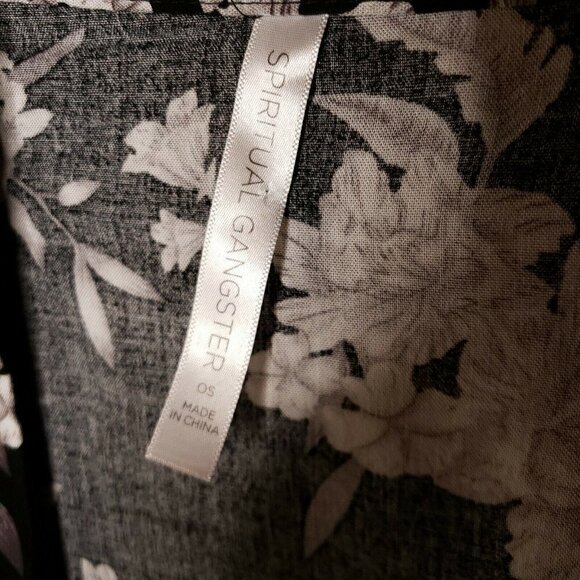 SPIRITUAL GANGSTER
OS
MADE
IN CHINA